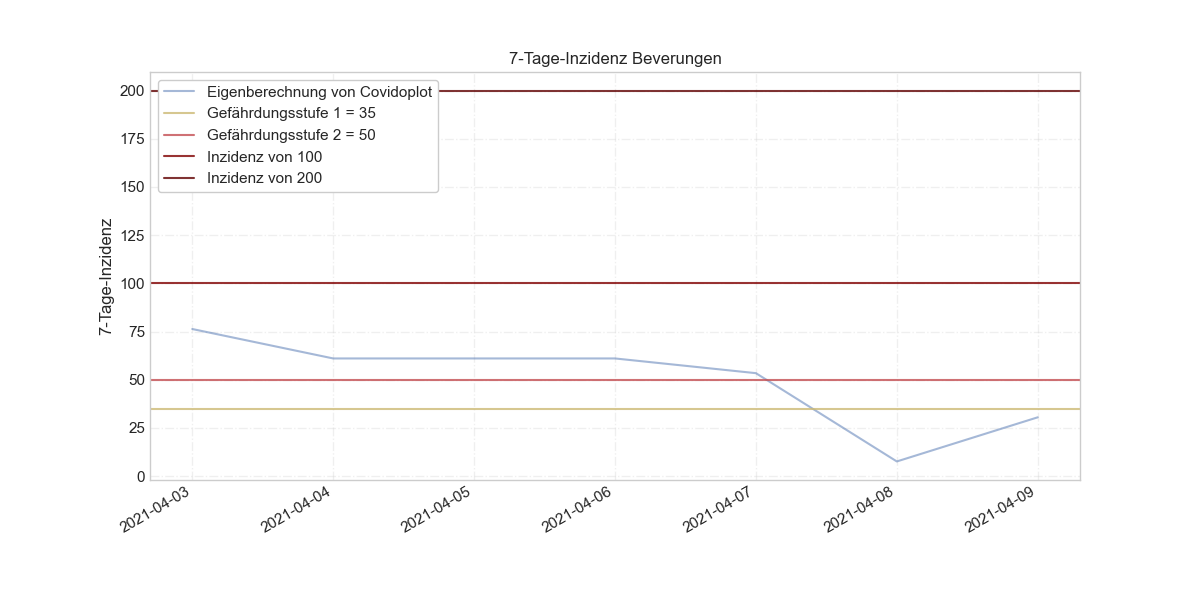 7-Tage-Inzidenz Beverungen
Eigenberechnung von Covidoplot
Gefährdungsstufe 1 = 35
Gefährdungsstufe 2 = 50
Inzidenz von 100
Inzidenz von 200
7-Tage-Inzidenz
200
175
150
125
100
75
50
25
0
2021-04-03
2021-04-04
2021-04-05
2021-04-06
2021-04-07
2021-04-08
2021-04-09